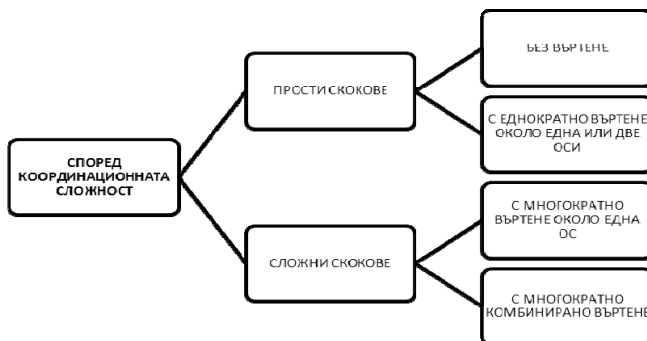 СПОРЕД
КООРДИНАЦИОННАТА
СЛОЖНОСТ
ПРОСТИ СКОКОВЕ
БЕЗ ВЪРТЕНЕ
С ЕДНОКРАТНО ВЪРТЕНЕ
ОКОЛО ЕДНА ИЛИ ДВЕ
ОСИ
СЛОЖНИ СКОКОВЕ
С МНОГОКРАТНО
ВЪРТЕНЕ ОКОЛО ЕДНА
ОС
С МНОГОКРАТНО
КОМБИНИРАНО ВЪРТЕНЕ